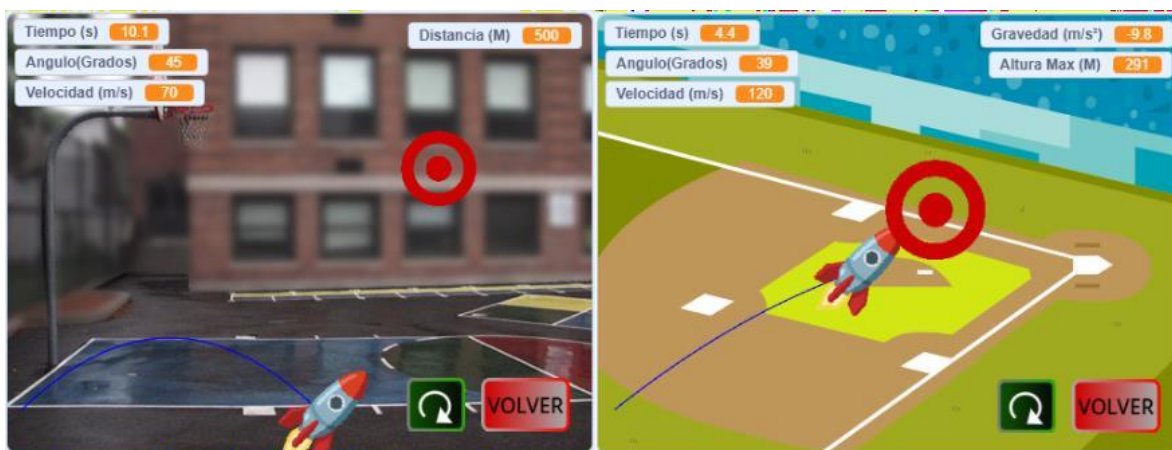 Tiempo (s) 10.1
Distancia (M) 500
Angulo(Grados) 45
Velocidad (m/s) 70
VOLVER
Tiempo (s) 4.4
Gravedad (m/s²) -9.8
Angulo(Grados) 39
Altura Max (M) 291
Velocidad (m/s) 120
VOLVER